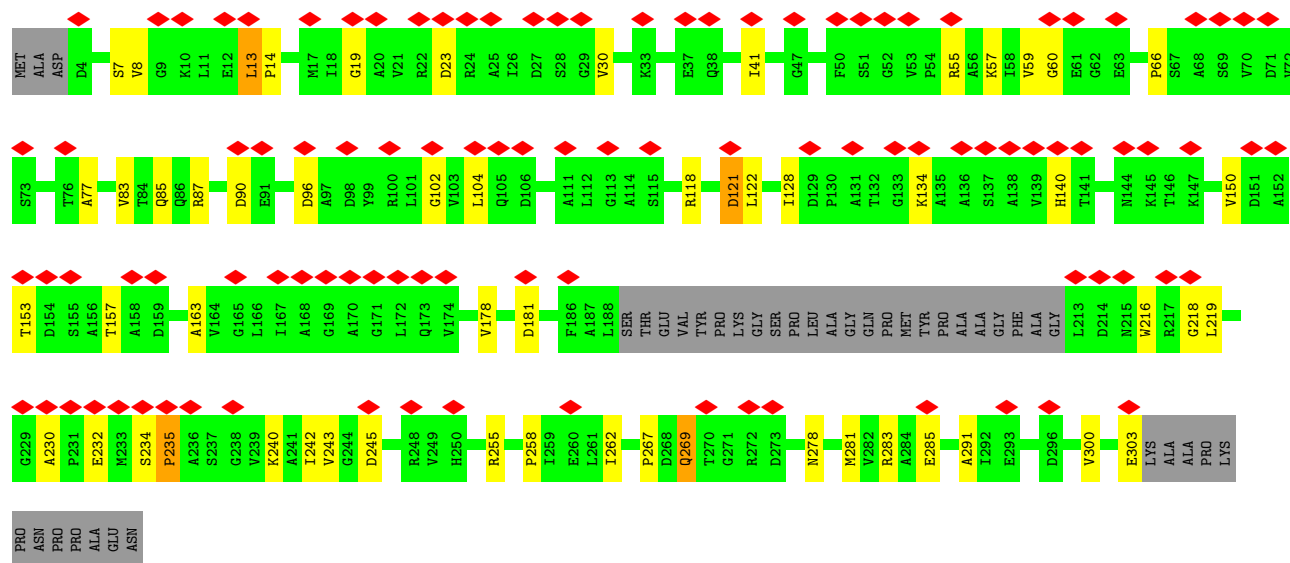 MET ALA ASP D4 S7 V8 G9 K10 L11 E12 L13 P14 M17 I18 G19 A20 V21 R22 D23 R24 A25 I26 D27 S28 G29 V30 K33 E37 Q38 I41 G47 F50 S51 G52 V53 P54 R55 A56 K57 I58 V59 G60 E61 G62 E63 P66 S67 A68 S69 V70 D71 V72
S73 T76 A77 V83 T84 Q85 Q86 R87 D90 E91 D96 A97 D98 Y99 R100 L101 G102 V103 L104 Q105 D106 A111 L112 G113 A114 S115 R118 D121 L122 I128 D129 P130 A131 T132 G133 K134 A135 A136 S137 A138 V139 H140 T141 N144 K145 T146 K147 V150 D151 A152
T153 D154 S155 A156 T157 A158 D159 A163 V164 G165 L166 I167 A168 G169 A170 G171 L172 Q173 V174 V178 D181 F186 A187 L188 SER THR GLU VAL TYR PRO LYS GLY SER PRO LEU ALA GLY GLN PRO MET TYR PRO ALA ALA GLY PHE ALA GLY L213 D214 N215 W216 R217 G218 L219
G229 A230 P231 E232 M233 S234 P235 A236 S237 G238 V239 K240 A241 I242 V243 G244 D245 R248 V249 H250 R255 P258 I259 E260 L261 I262 P267 D268 Q269 T270 G271 R272 D273 N278 M281 V282 R283 A284 E285 A291 I292 E293 D296 V300 E303 LYS ALA ALA PRO LYS
PRO ASN PRO PRO ALA GLU ASN